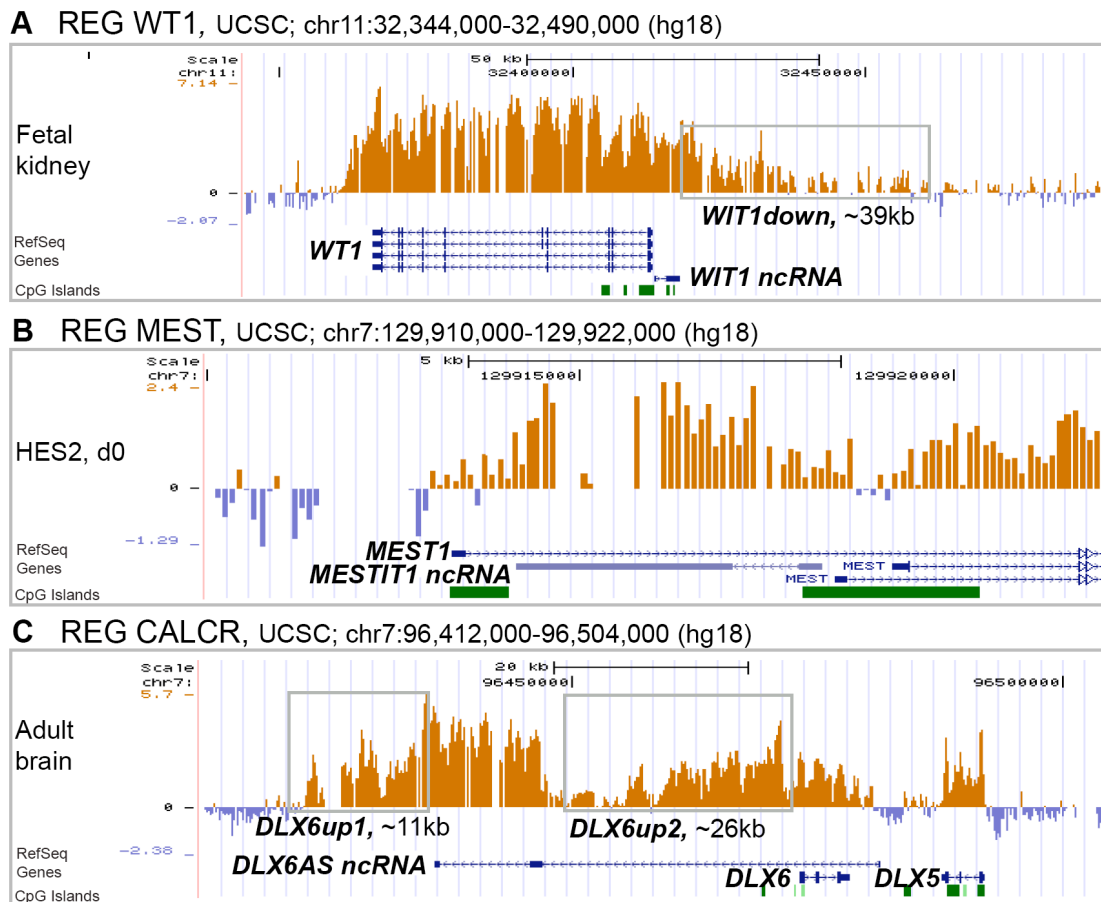 A REG WT1, UCSC; chr11:32,344,000-32,490,000 (hg18)
Scale 50 kb
chr11: 32400000 32450000
7.14
Fetal
kidney
0
-2.07
WIT1down, ~39kb
RefSeq
Genes
WT1
WIT1 ncRNA
CpG Islands
B REG MEST, UCSC; chr7:129,910,000-129,922,000 (hg18)
Scale 5 kb
chr7: 129915000 129920000
2.4
HES2, d0
0
-1.29
RefSeq
Genes
MEST1
MESTIT1 ncRNA
MEST
MEST
CpG Islands
C REG CALCR, UCSC; chr7:96,412,000-96,504,000 (hg18)
Scale 20 kb
chr7: 96450000 96500000
5.7
Adult
brain
0
DLX6up1, ~11kb
DLX6up2, ~26kb
-2.38
RefSeq
Genes
DLX6AS ncRNA
DLX6
DLX5
CpG Islands